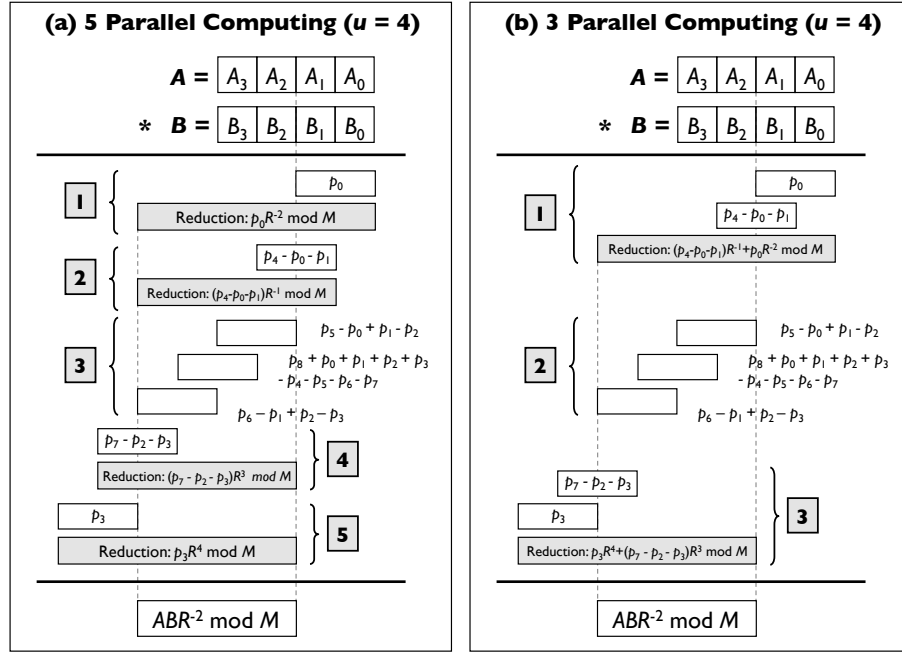 (a) 5 Parallel Computing (u = 4)
A = A₃ A₂ A₁ A₀
* B = B₃ B₂ B₁ B₀
1
p₀
Reduction: p₀R⁻² mod M
2
p₄ - p₀ - p₁
Reduction: (p₄-p₀-p₁)R⁻¹ mod M
3
p₅ - p₀ + p₁ - p₂
p₈ + p₀ + p₁ + p₂ + p₃
- p₄ - p₅ - p₆ - p₇
p₆ – p₁ + p₂ – p₃
p₇ - p₂ - p₃
4
Reduction: (p₇ - p₂ - p₃)R³ mod M
p₃
5
Reduction: p₃R⁴ mod M
ABR⁻² mod M
(b) 3 Parallel Computing (u = 4)
A = A₃ A₂ A₁ A₀
* B = B₃ B₂ B₁ B₀
1
p₀
p₄ - p₀ - p₁
Reduction: (p₄-p₀-p₁)R⁻¹+p₀R⁻² mod M
2
p₅ - p₀ + p₁ - p₂
p₈ + p₀ + p₁ + p₂ + p₃
- p₄ - p₅ - p₆ - p₇
p₆ – p₁ + p₂ – p₃
p₇ - p₂ - p₃
3
p₃
Reduction: p₃R⁴+(p₇ - p₂ - p₃)R³ mod M
ABR⁻² mod M